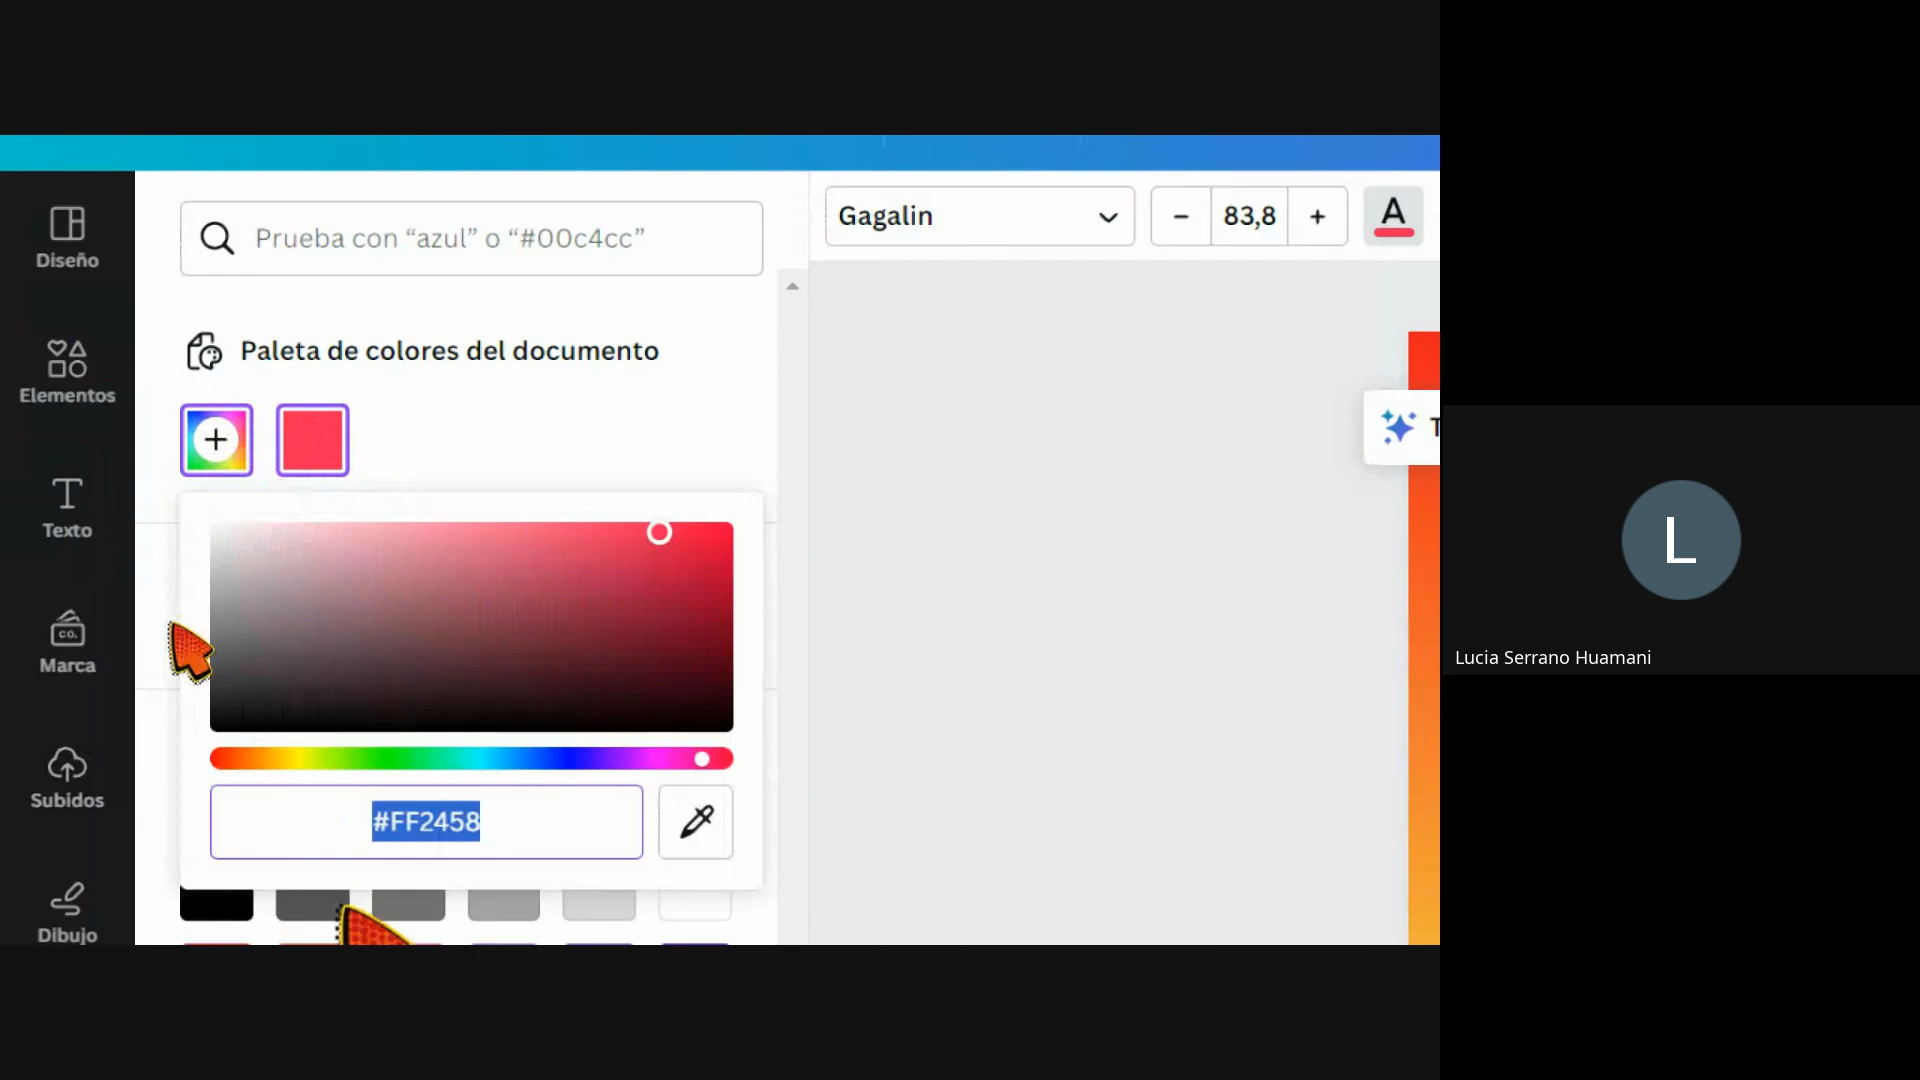 Diseño
Elementos
Texto
Marca
CO.
Subidos
Dibujo
Prueba con “azul” o “#00c4cc”
Paleta de colores del documento
#FF2458
Gagalin
− 83,8 +
A
T
L
Lucia Serrano Huamani